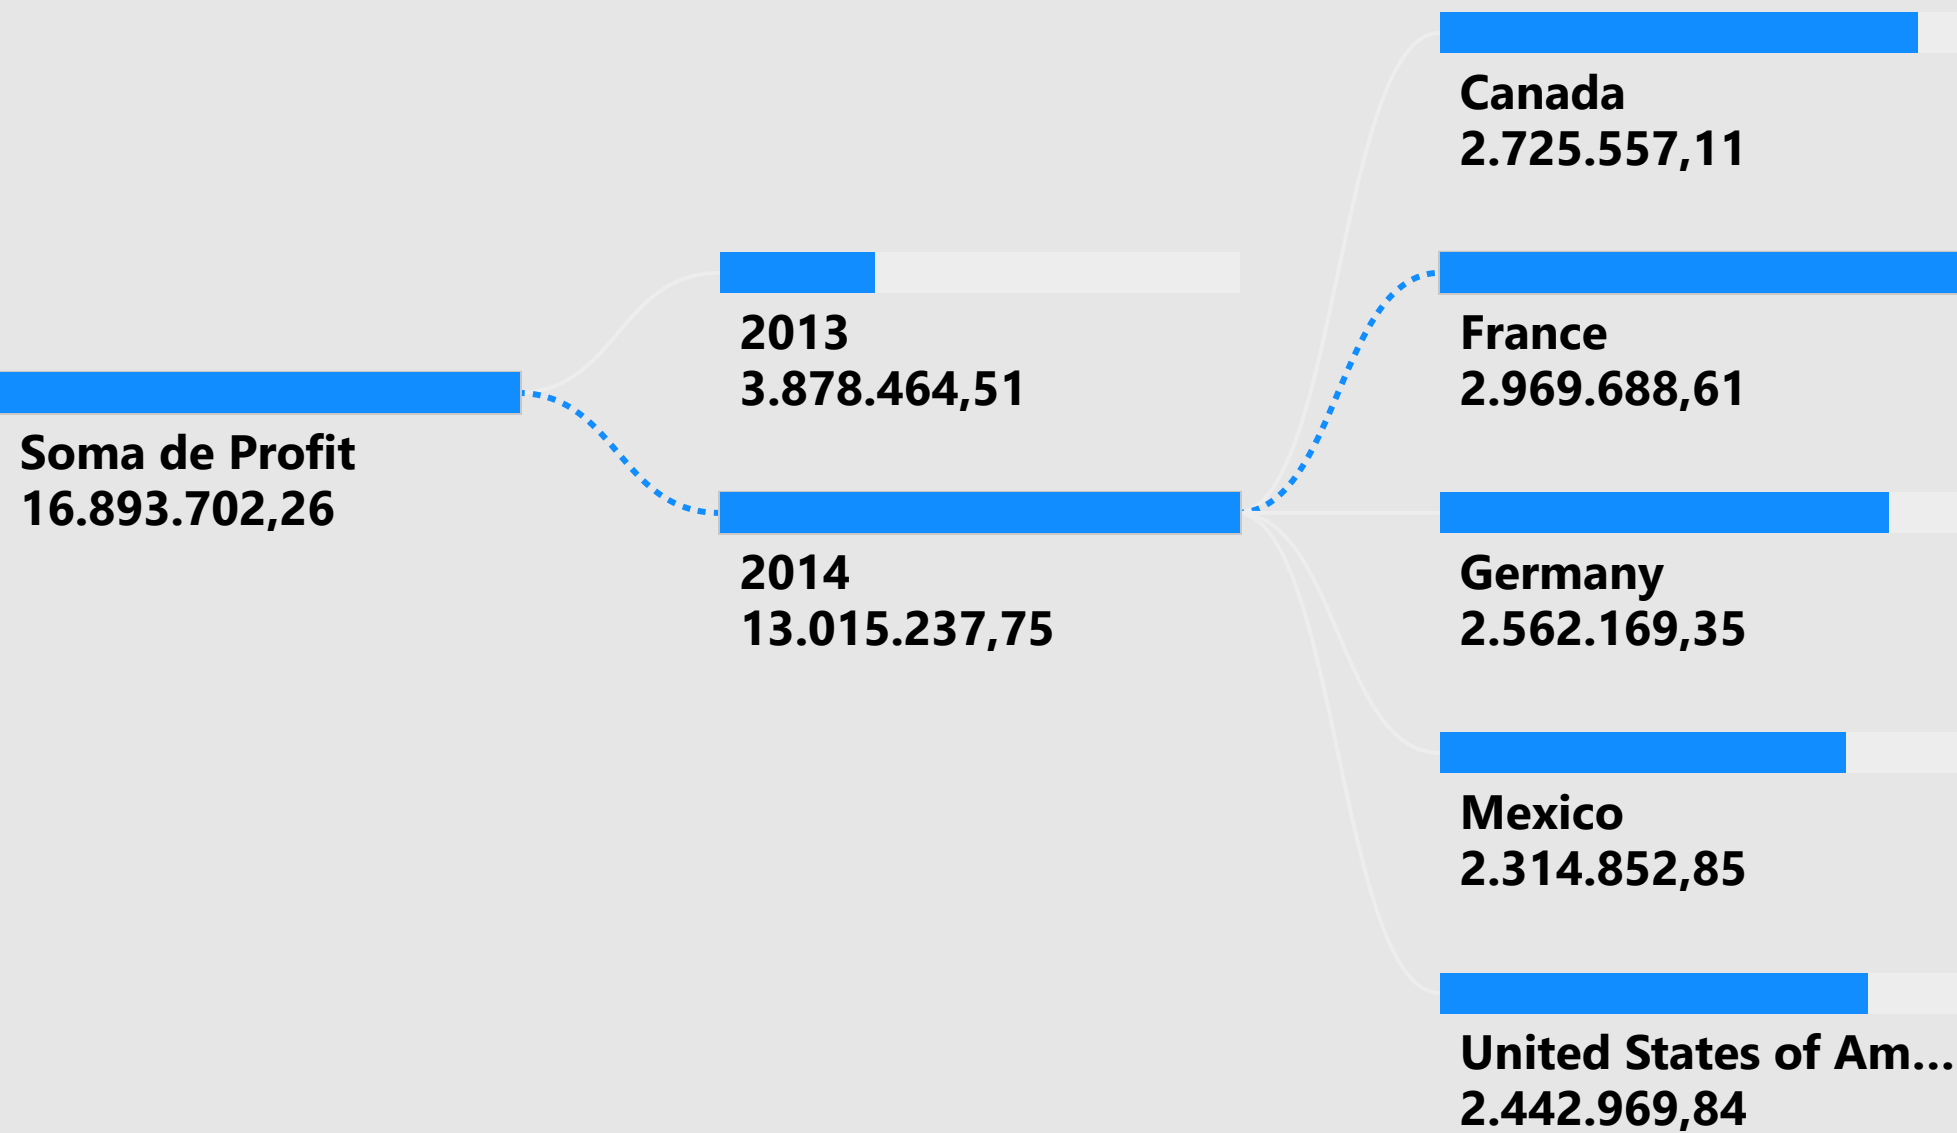 Soma de Profit
16.893.702,26
2013
3.878.464,51
2014
13.015.237,75
Canada
2.725.557,11
France
2.969.688,61
Germany
2.562.169,35
Mexico
2.314.852,85
United States of Am...
2.442.969,84